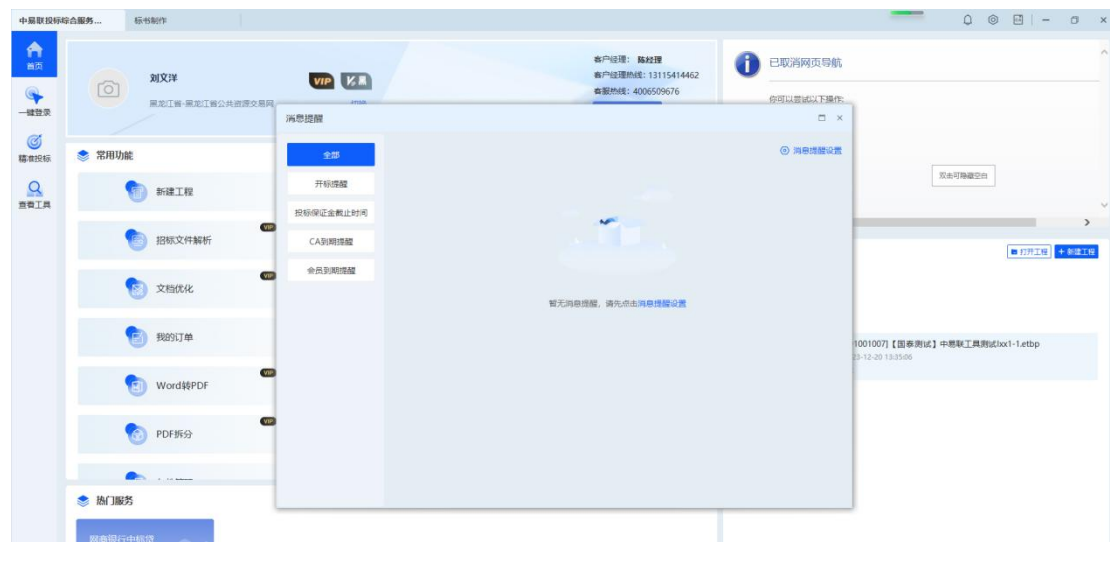 中易联投标综合服务...
标书制作
首页
一键登录
精准投标
查看工具
刘文洋
VIP
黑龙江省-黑龙江省公共资源交易网
客户经理： 陈经理
客户经理热线：13115414462
客服热线：4006509676
已取消网页导航
你可以尝试以下操作:
双击可隐藏空白
常用功能
新建工程
招标文件解析
VIP
文档优化
VIP
我的订单
Word转PDF
VIP
PDF拆分
VIP
热门服务
网商银行中标贷
消息提醒
全部
开标提醒
投标保证金截止时间
CA到期提醒
会员到期提醒
消息提醒设置
暂无消息提醒，请先点击消息提醒设置
打开工程
+ 新建工程
1001007]【国泰测试】中易联工具测试lxx1-1.etbp
23-12-20 13:35:06